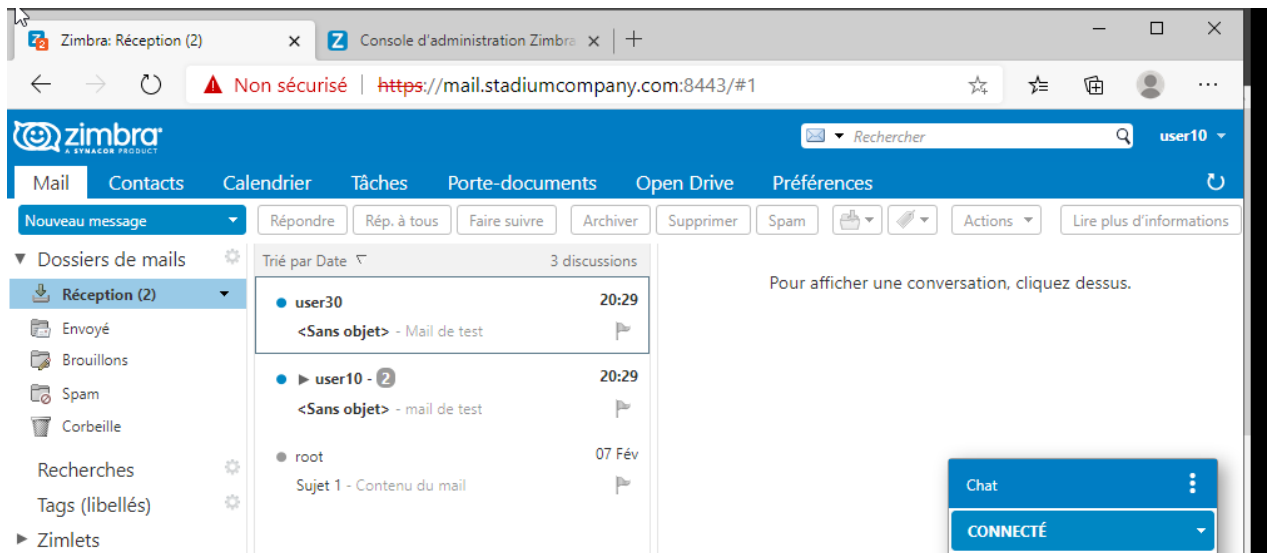 Zimbra: Réception (2)
Console d'administration Zimbra
Non sécurisé
https://mail.stadiumcompany.com:8443/#1
zimbra
A SYNACOR PRODUCT
Rechercher
user10
Mail Contacts Calendrier Tâches Porte-documents Open Drive Préférences
Nouveau message Répondre Rép. à tous Faire suivre Archiver Supprimer Spam Actions Lire plus d'informations
Dossiers de mails
Réception (2)
Envoyé
Brouillons
Spam
Corbeille
Recherches
Tags (libellés)
Zimlets
Trié par Date 3 discussions
user30 20:29
<Sans objet> - Mail de test
user10 - 2 20:29
<Sans objet> - mail de test
root 07 Fév
Sujet 1 - Contenu du mail
Pour afficher une conversation, cliquez dessus.
Chat
CONNECTÉ